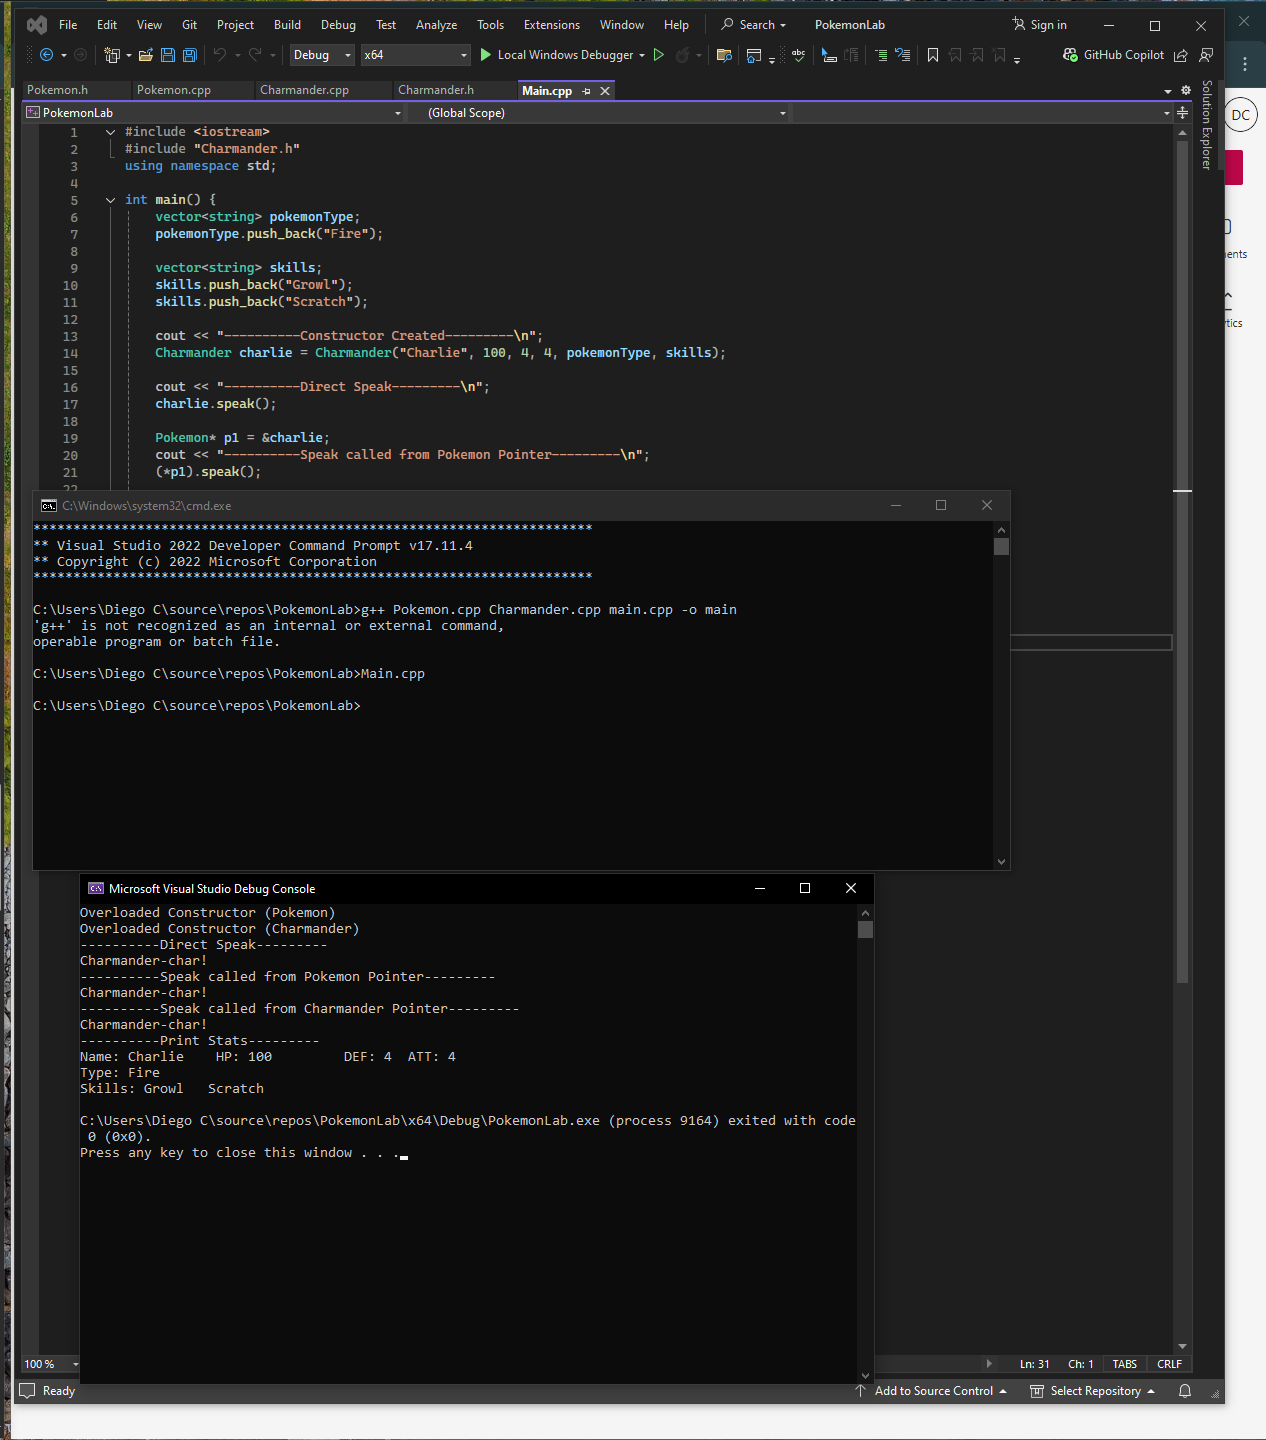 File Edit View Git Project Build Debug Test Analyze Tools Extensions Window Help Search PokemonLab Sign in
Debug x64 Local Windows Debugger GitHub Copilot
Pokemon.h Pokemon.cpp Charmander.cpp Charmander.h Main.cpp
PokemonLab (Global Scope)
Solution Explorer
DC
1 #include <iostream>
2 #include "Charmander.h"
3 using namespace std;
4
5 int main() {
6 vector<string> pokemonType;
7 pokemonType.push_back("Fire");
8
9 vector<string> skills;
10 skills.push_back("Growl");
11 skills.push_back("Scratch");
12
13 cout << "----------Constructor Created---------\n";
14 Charmander charlie = Charmander("Charlie", 100, 4, 4, pokemonType, skills);
15
16 cout << "----------Direct Speak---------\n";
17 charlie.speak();
18
19 Pokemon* p1 = &charlie;
20 cout << "----------Speak called from Pokemon Pointer---------\n";
21 (*p1).speak();
22
C:\Windows\system32\cmd.exe
**********************************************************************
** Visual Studio 2022 Developer Command Prompt v17.11.4
** Copyright (c) 2022 Microsoft Corporation
**********************************************************************
C:\Users\Diego C\source\repos\PokemonLab>g++ Pokemon.cpp Charmander.cpp main.cpp -o main
'g++' is not recognized as an internal or external command,
operable program or batch file.
C:\Users\Diego C\source\repos\PokemonLab>Main.cpp
C:\Users\Diego C\source\repos\PokemonLab>
Microsoft Visual Studio Debug Console
Overloaded Constructor (Pokemon)
Overloaded Constructor (Charmander)
----------Direct Speak---------
Charmander-char!
----------Speak called from Pokemon Pointer---------
Charmander-char!
----------Speak called from Charmander Pointer---------
Charmander-char!
----------Print Stats---------
Name: Charlie HP: 100 DEF: 4 ATT: 4
Type: Fire
Skills: Growl Scratch
C:\Users\Diego C\source\repos\PokemonLab\x64\Debug\PokemonLab.exe (process 9164) exited with code
0 (0x0).
Press any key to close this window . . .
100 % Ln: 31 Ch: 1 TABS CRLF
Ready Add to Source Control Select Repository